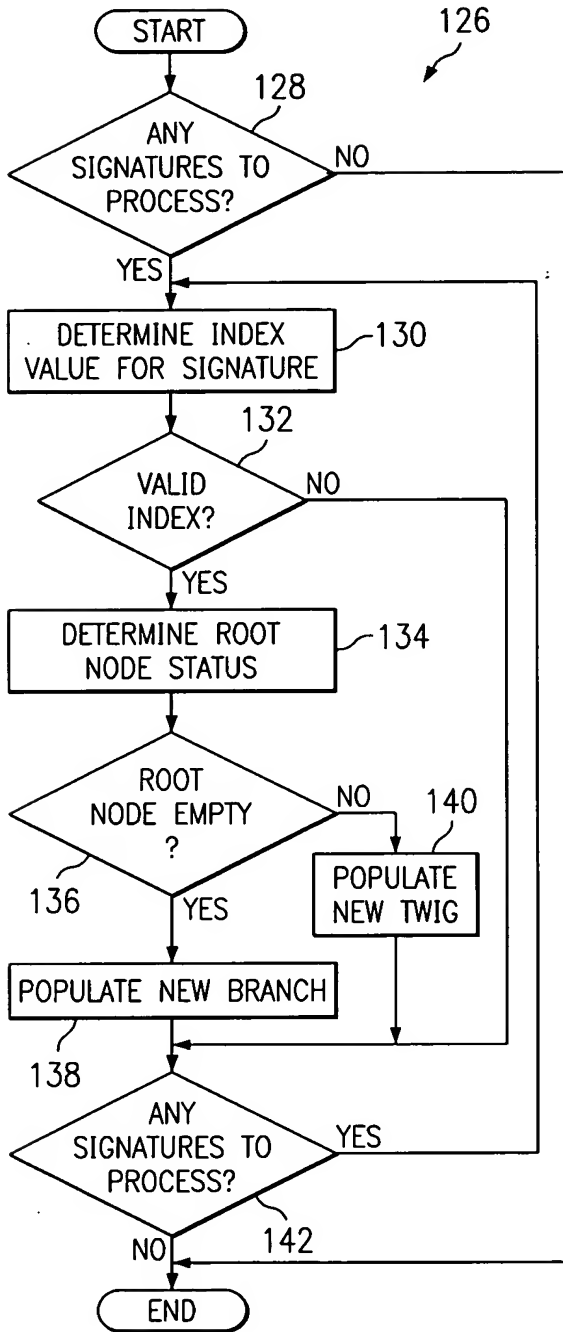 START
126
128
ANY
SIGNATURES TO
PROCESS?
NO
YES
DETERMINE INDEX
VALUE FOR SIGNATURE
130
132
VALID
INDEX?
NO
YES
DETERMINE ROOT
NODE STATUS
134
ROOT
NODE EMPTY
?
NO
140
136
YES
POPULATE
NEW TWIG
POPULATE NEW BRANCH
138
ANY
SIGNATURES TO
PROCESS?
YES
142
NO
END